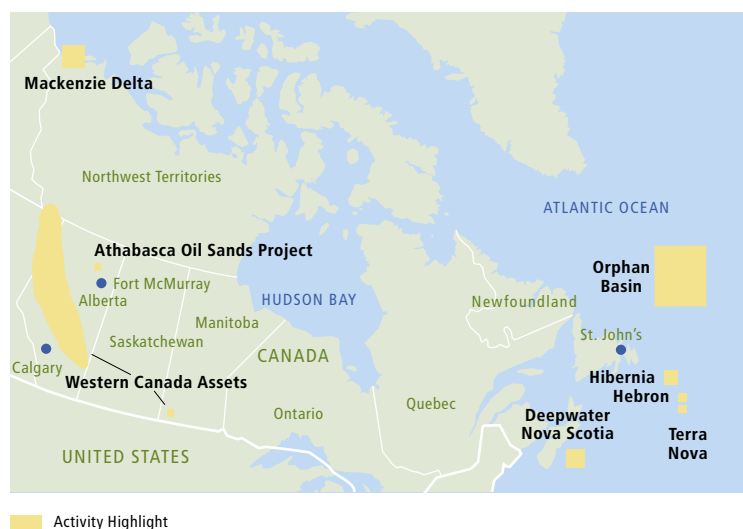 Mackenzie Delta
Northwest Territories
ATLANTIC OCEAN
Athabasca Oil Sands Project
Orphan
Basin
Fort McMurray
Alberta
HUDSON BAY
Newfoundland
Manitoba
Saskatchewan
St. John's
CANADA
Calgary
Western Canada Assets
Hibernia
Hebron
Ontario
Quebec
Deepwater
Nova Scotia
Terra
Nova
UNITED STATES
Activity Highlight